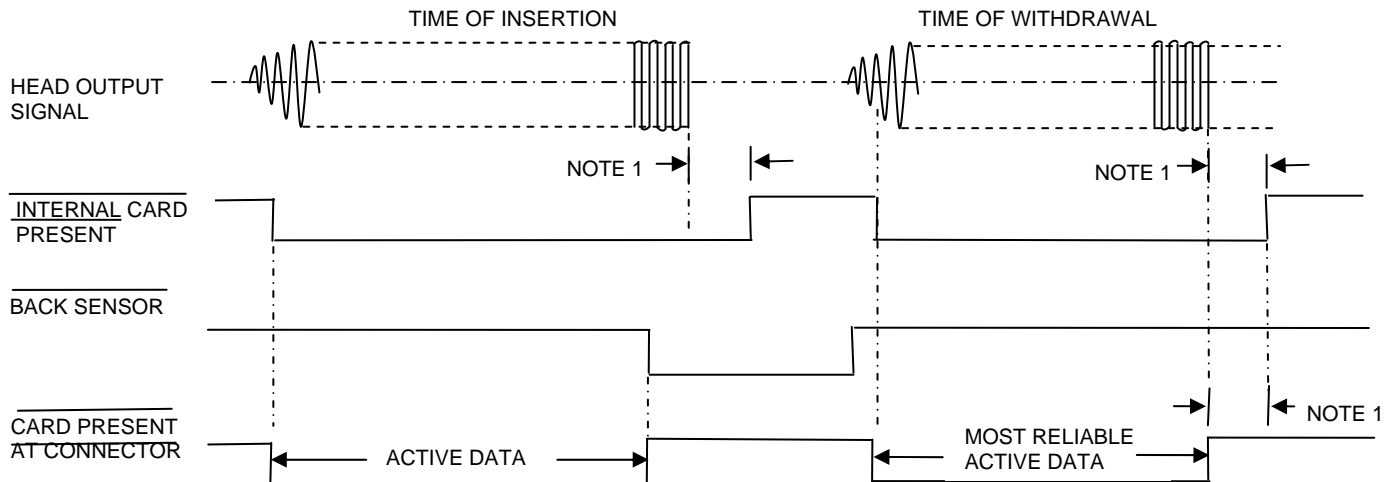 TIME OF INSERTION
TIME OF WITHDRAWAL
HEAD OUTPUT
SIGNAL
NOTE 1
NOTE 1
INTERNAL CARD
PRESENT
BACK SENSOR
NOTE 1
CARD PRESENT
AT CONNECTOR
ACTIVE DATA
MOST RELIABLE
ACTIVE DATA